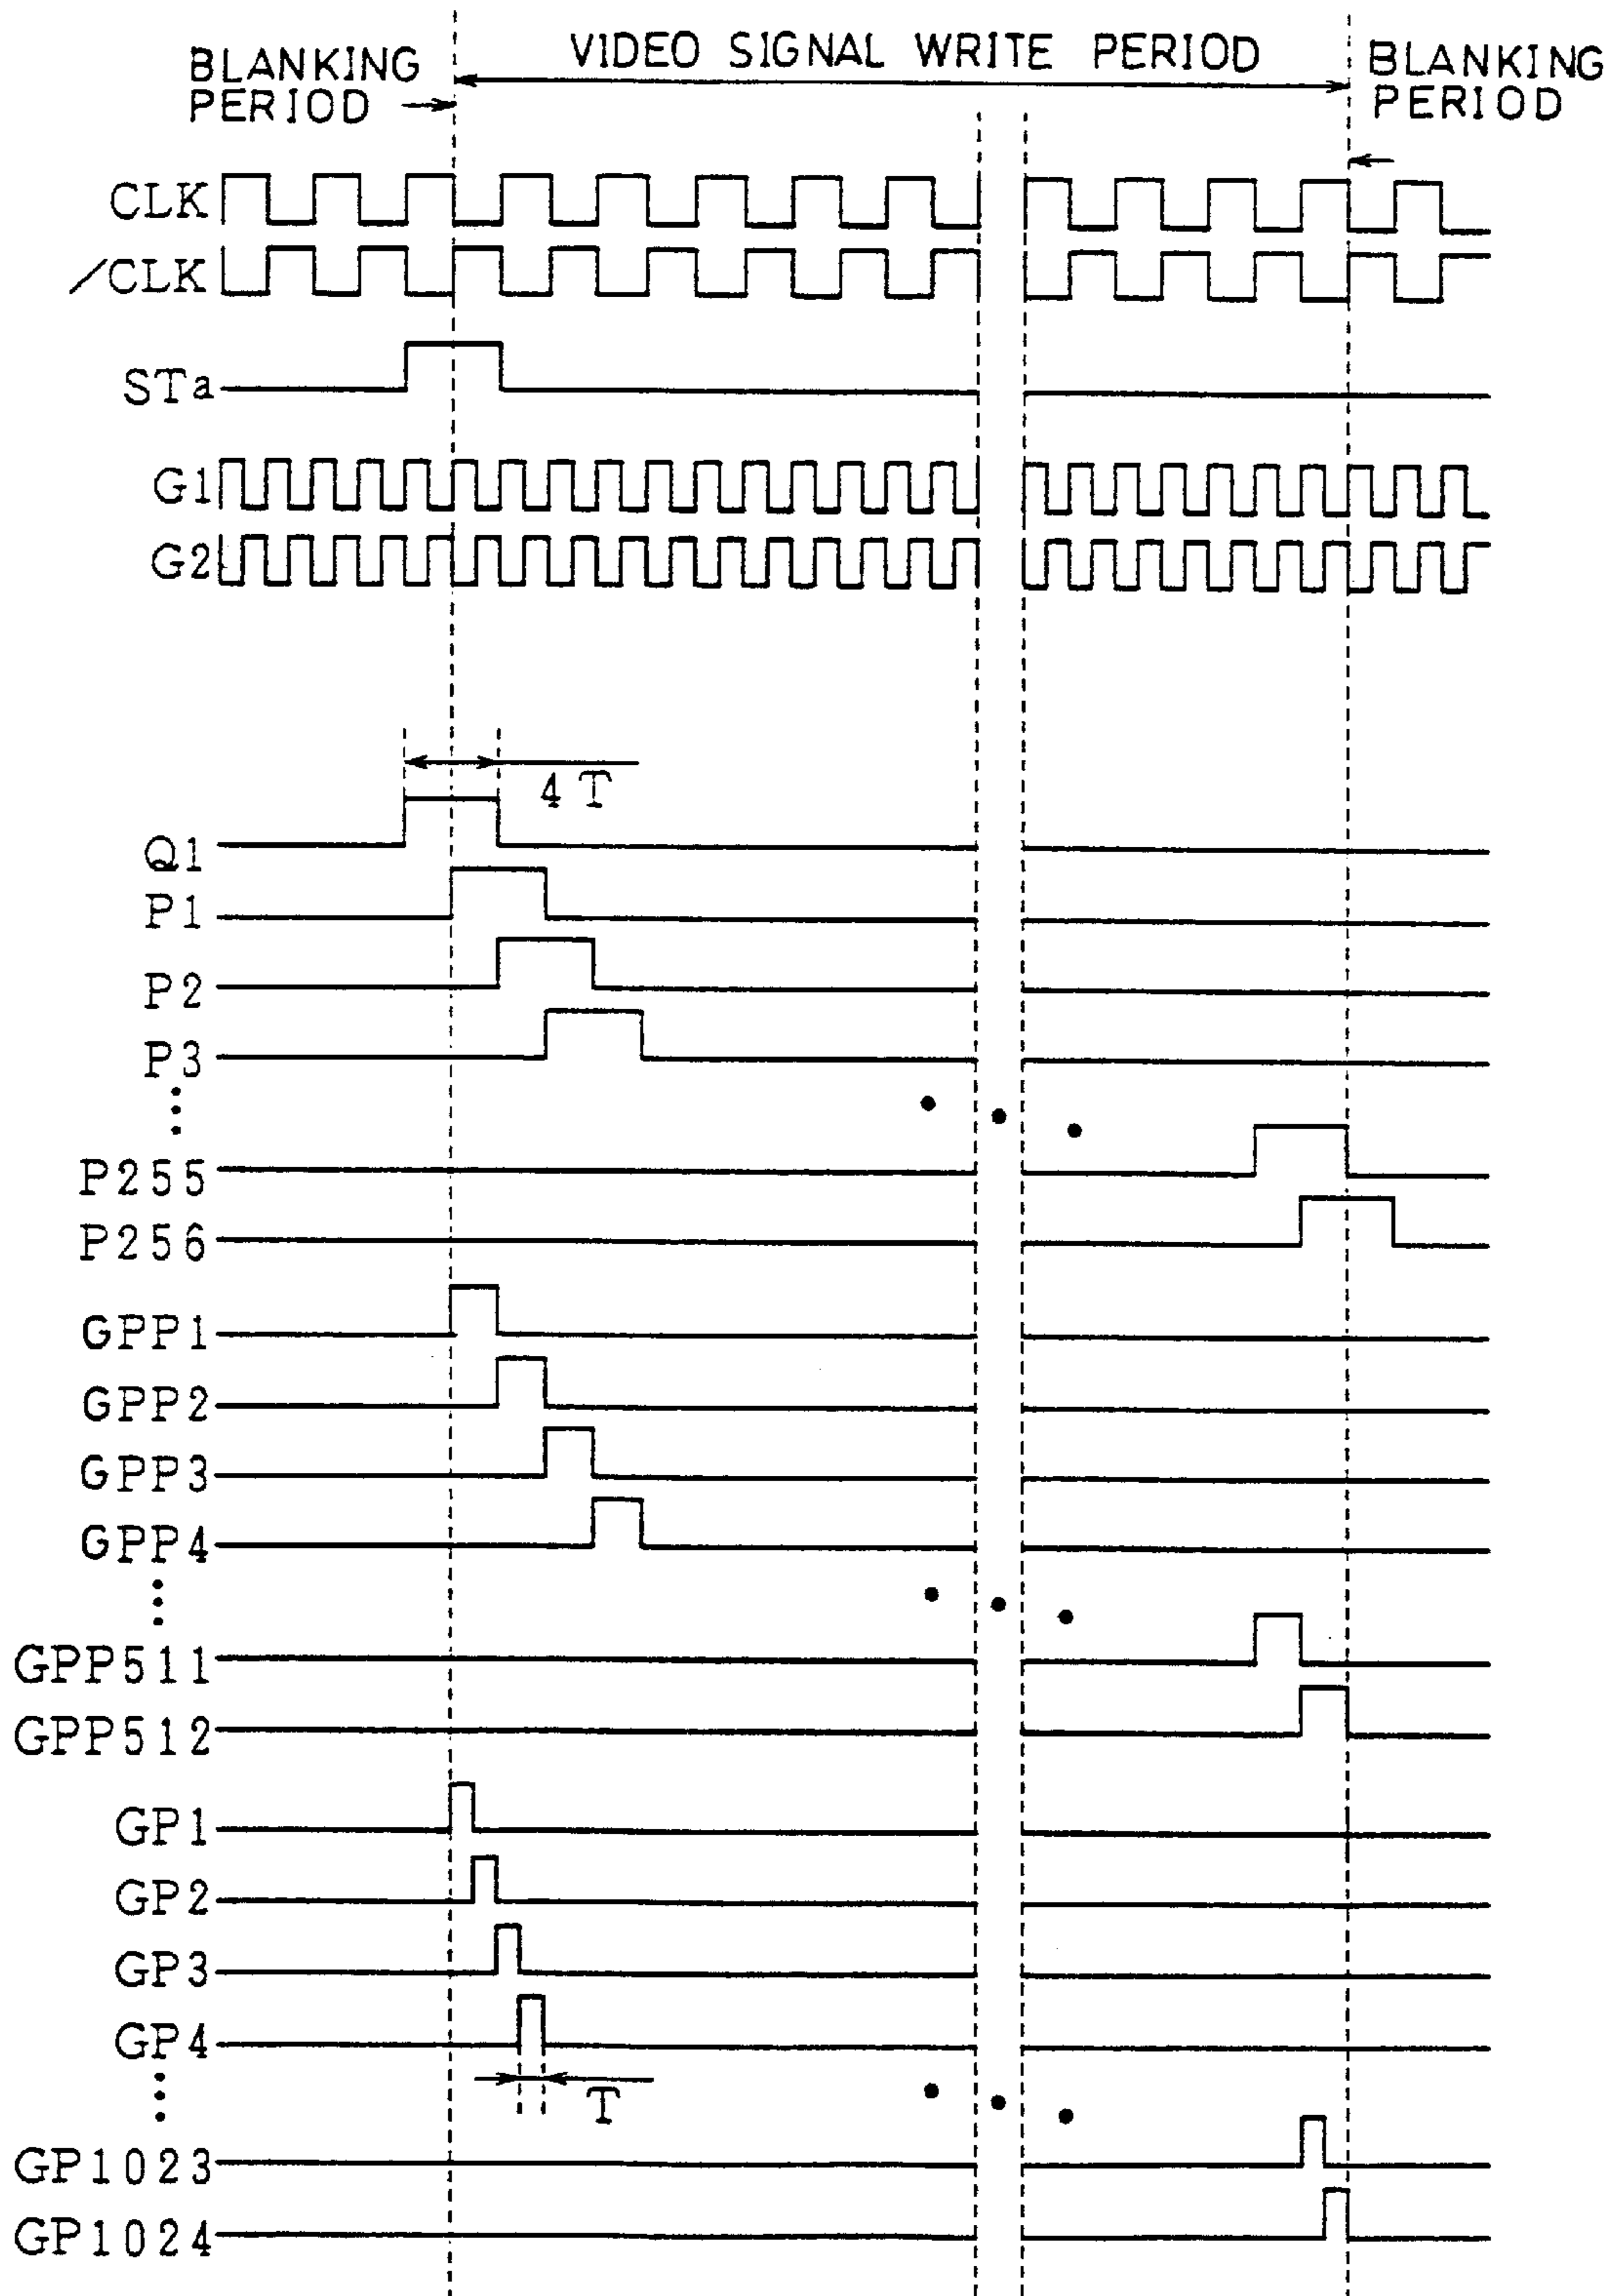 BLANKING
PERIOD
VIDEO SIGNAL WRITE PERIOD
BLANKING
PERIOD
CLK
/CLK
STa
G1
G2
4T
Q1
P1
P2
P3
P255
P256
GPP1
GPP2
GPP3
GPP4
GPP511
GPP512
GP1
GP2
GP3
GP4
T
GP1023
GP1024